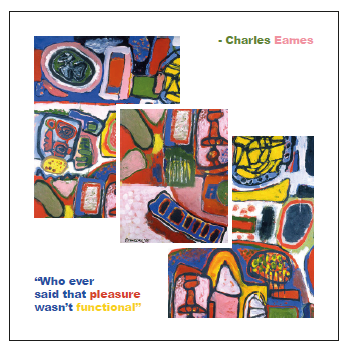 - Charles Eames
“Who ever
said that pleasure
wasn’t functional”